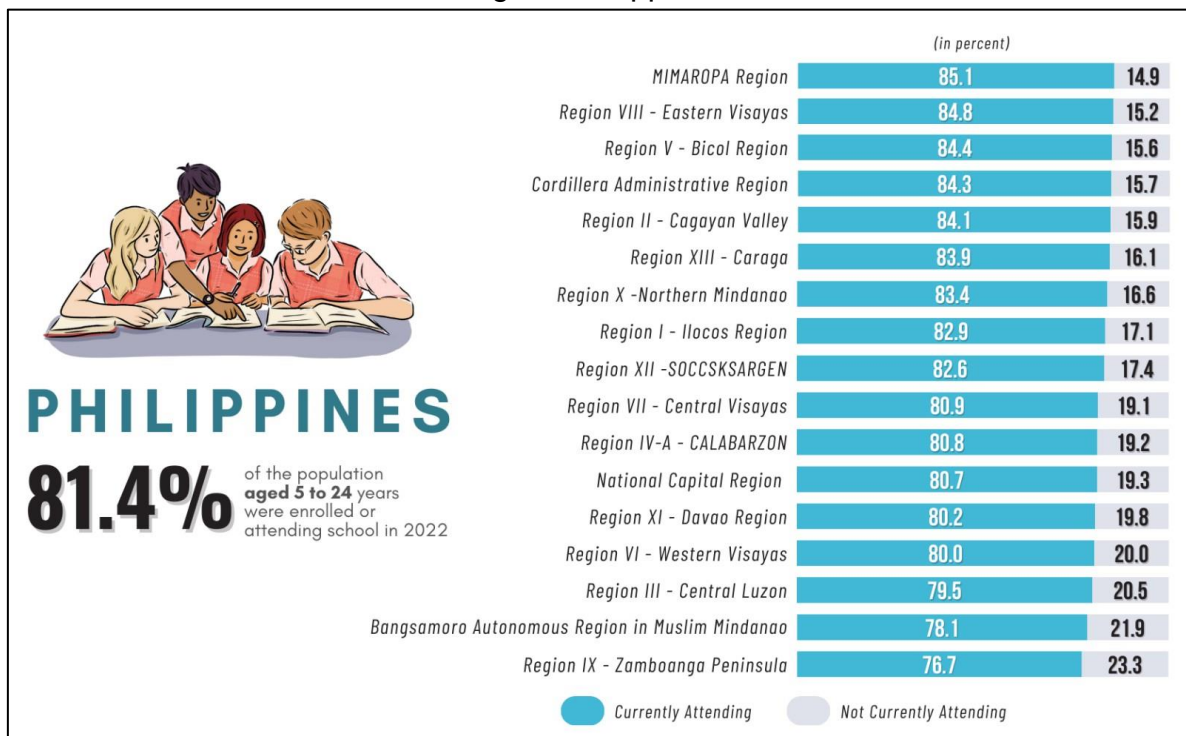 (in percent)
MIMAROPA Region 85.1 14.9
Region VIII - Eastern Visayas 84.8 15.2
Region V - Bicol Region 84.4 15.6
Cordillera Administrative Region 84.3 15.7
Region II - Cagayan Valley 84.1 15.9
Region XIII - Caraga 83.9 16.1
Region X -Northern Mindanao 83.4 16.6
Region I - Ilocos Region 82.9 17.1
Region XII -SOCCSKSARGEN 82.6 17.4
Region VII - Central Visayas 80.9 19.1
Region IV-A - CALABARZON 80.8 19.2
National Capital Region 80.7 19.3
Region XI - Davao Region 80.2 19.8
Region VI - Western Visayas 80.0 20.0
Region III - Central Luzon 79.5 20.5
Bangsamoro Autonomous Region in Muslim Mindanao 78.1 21.9
Region IX - Zamboanga Peninsula 76.7 23.3
Currently Attending
Not Currently Attending
PHILIPPINES
81.4%
of the population
aged 5 to 24 years
were enrolled or
attending school in 2022